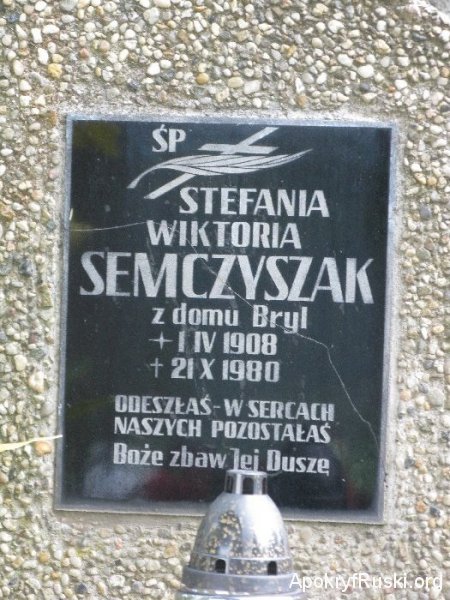 ŚP
STEFANIA
WIKTORIA
SEMCZYSZAK
z domu Bryl
+ 1 IV 1908
+ 21 X 1980
ODESZŁAŚ-W SERCACH
NASZYCH POZOSTAŁAŚ
Boże zbaw Jej Duszę
ApokryfRuski.org